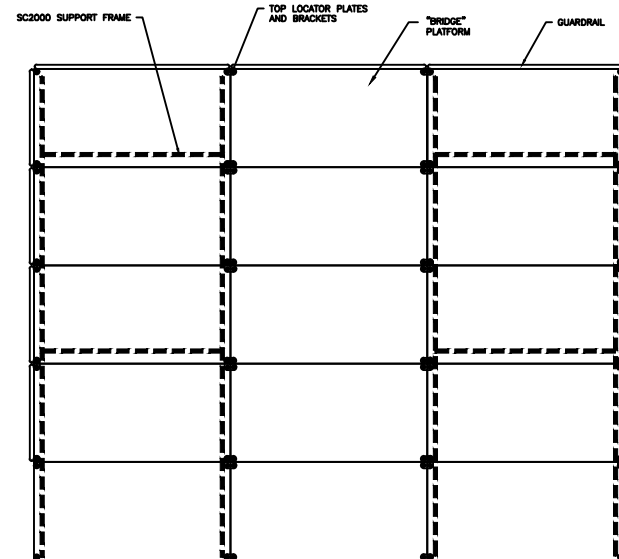 SC2000 SUPPORT FRAME
TOP LOCATOR PLATES
AND BRACKETS
"BRIDGE"
PLATFORM
GUARDRAIL